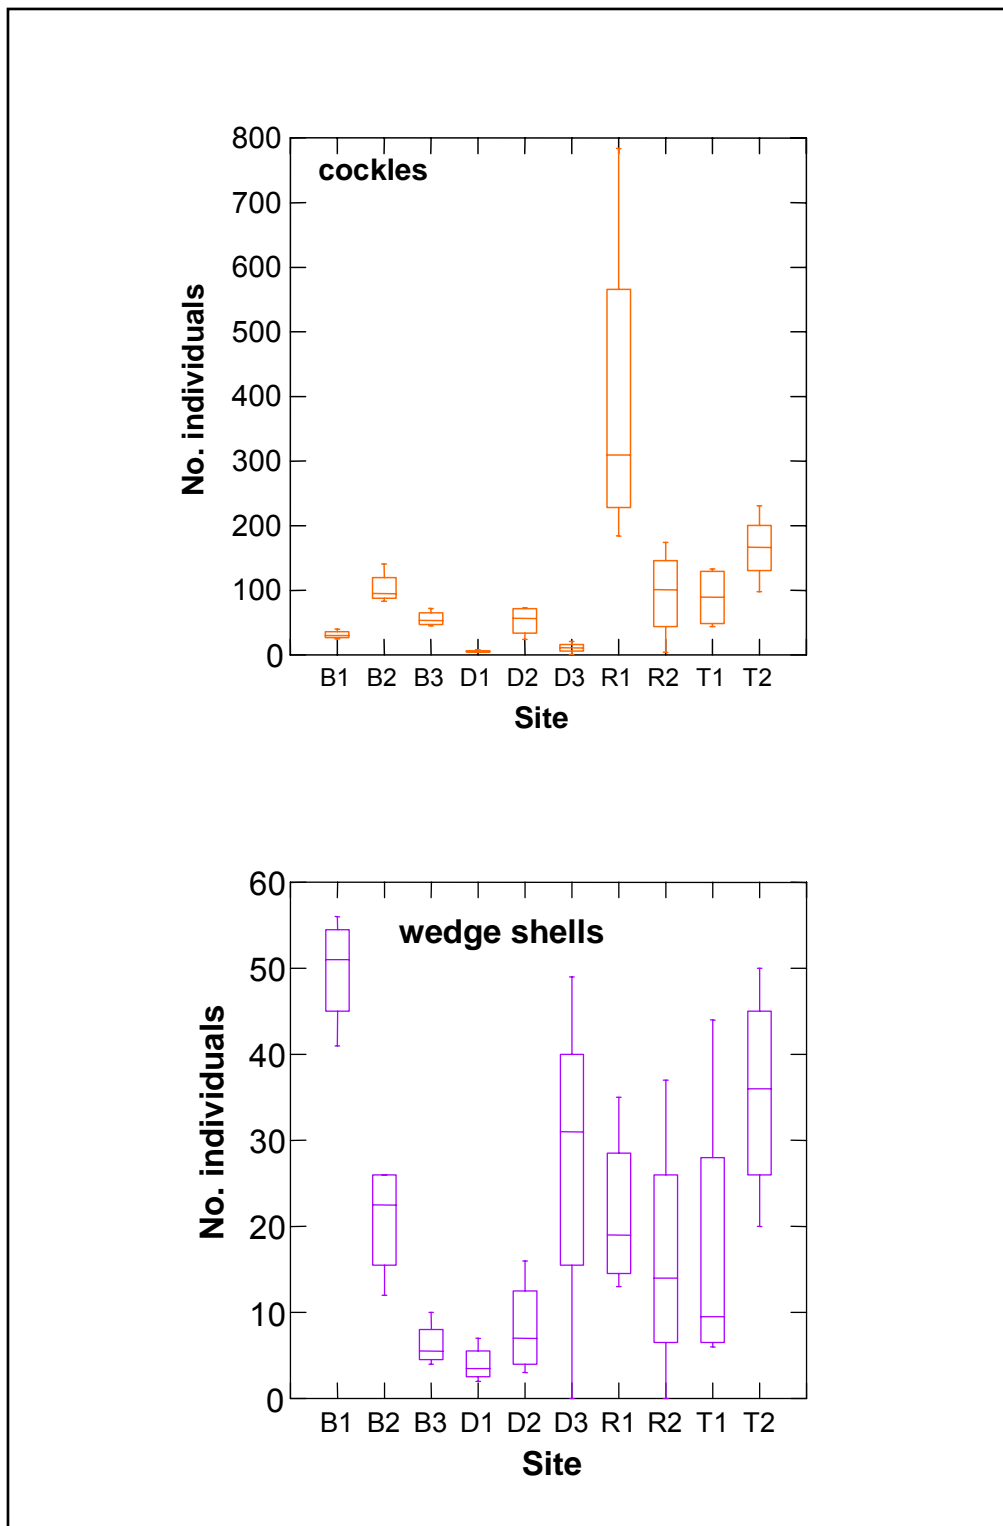 cockles
800
700
600
500
400
300
200
100
0
No. individuals
B1 B2 B3 D1 D2 D3 R1 R2 T1 T2
Site
wedge shells
60
50
40
30
20
10
0
No. individuals
B1 B2 B3 D1 D2 D3 R1 R2 T1 T2
Site